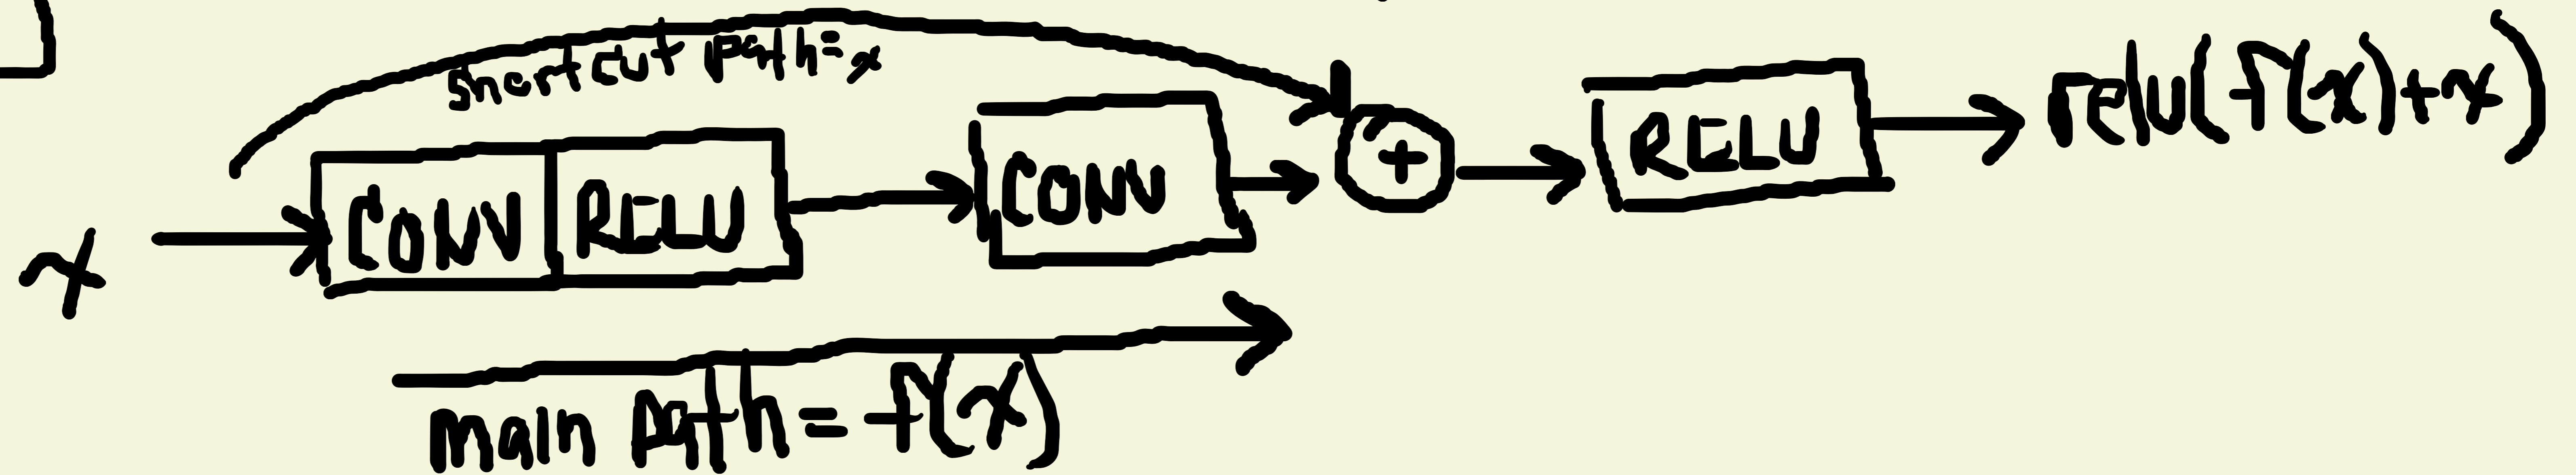 shortcut path=x
x
CONV RELU
CONV
+
RELU
relu(f(x)+x)
main path=f(x)